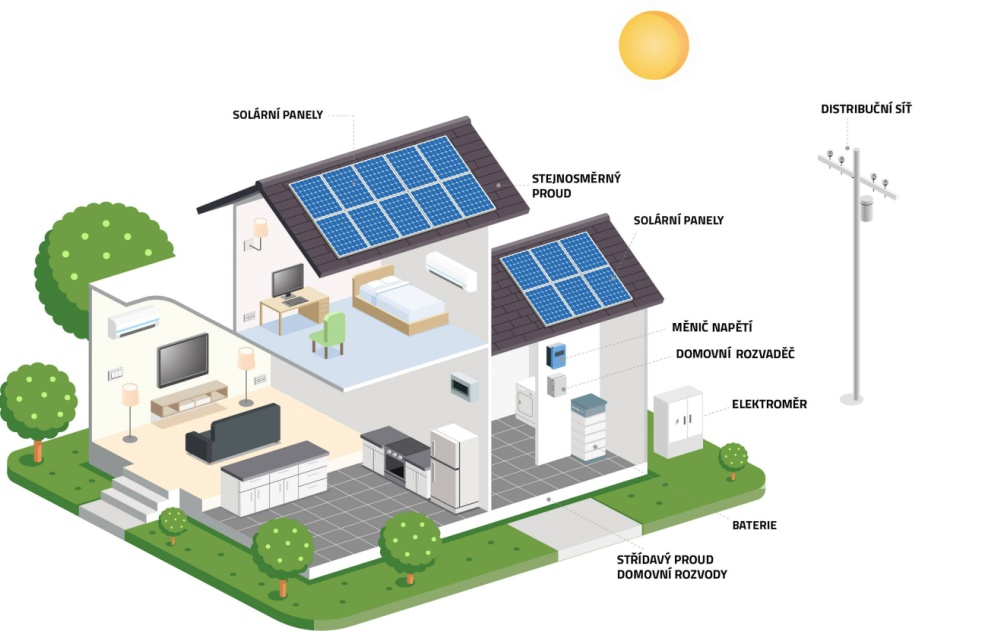 DISTRIBUČNÍ SÍŤ
SOLÁRNÍ PANELY
STEJNOSMĚRNÝ
PROUD
SOLÁRNÍ PANELY
MĚNIČ NAPĚTÍ
DOMOVNÍ ROZVADĚČ
ELEKTROMĚR
BATERIE
STŘÍDAVÝ PROUD
DOMOVNÍ ROZVODY